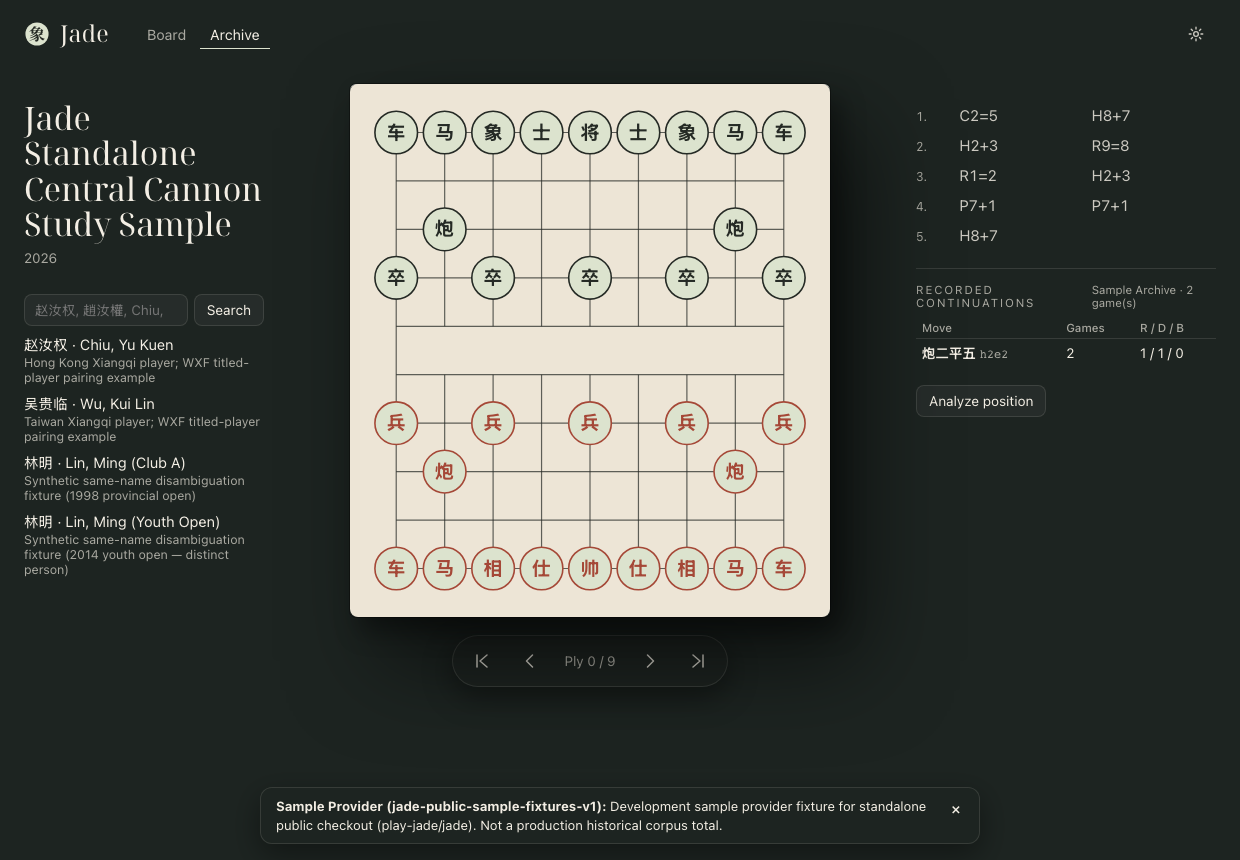 象 Jade
Board
Archive
Jade
Standalone
Central Cannon
Study Sample
2026
赵汝权, 趙汝權, Chiu,
Search
赵汝权 · Chiu, Yu Kuen
Hong Kong Xiangqi player; WXF titled-
player pairing example
吴贵临 · Wu, Kui Lin
Taiwan Xiangqi player; WXF titled-player
pairing example
林明 · Lin, Ming (Club A)
Synthetic same-name disambiguation
fixture (1998 provincial open)
林明 · Lin, Ming (Youth Open)
Synthetic same-name disambiguation
fixture (2014 youth open — distinct
person)
车 马 象 士 将 士 象 马 车
炮 炮
卒 卒 卒 卒 卒
兵 兵 兵 兵 兵
炮 炮
车 马 相 仕 帅 仕 相 马 车
Ply 0 / 9
1. C2=5 H8+7
2. H2+3 R9=8
3. R1=2 H2+3
4. P7+1 P7+1
5. H8+7
RECORDED
CONTINUATIONS
Sample Archive · 2
game(s)
Move Games R / D / B
炮二平五 h2e2 2 1 / 1 / 0
Analyze position
Sample Provider (jade-public-sample-fixtures-v1): Development sample provider fixture for standalone
public checkout (play-jade/jade). Not a production historical corpus total.
×